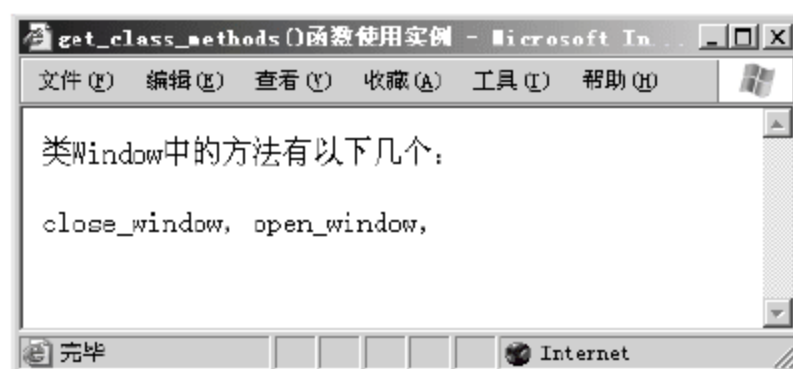 get_class_methods()函数使用实例 - Microsoft In...
文件(F) 编辑(E) 查看(V) 收藏(A) 工具(T) 帮助(H)
类Window中的方法有以下几个：
close_window, open_window,
完毕 Internet